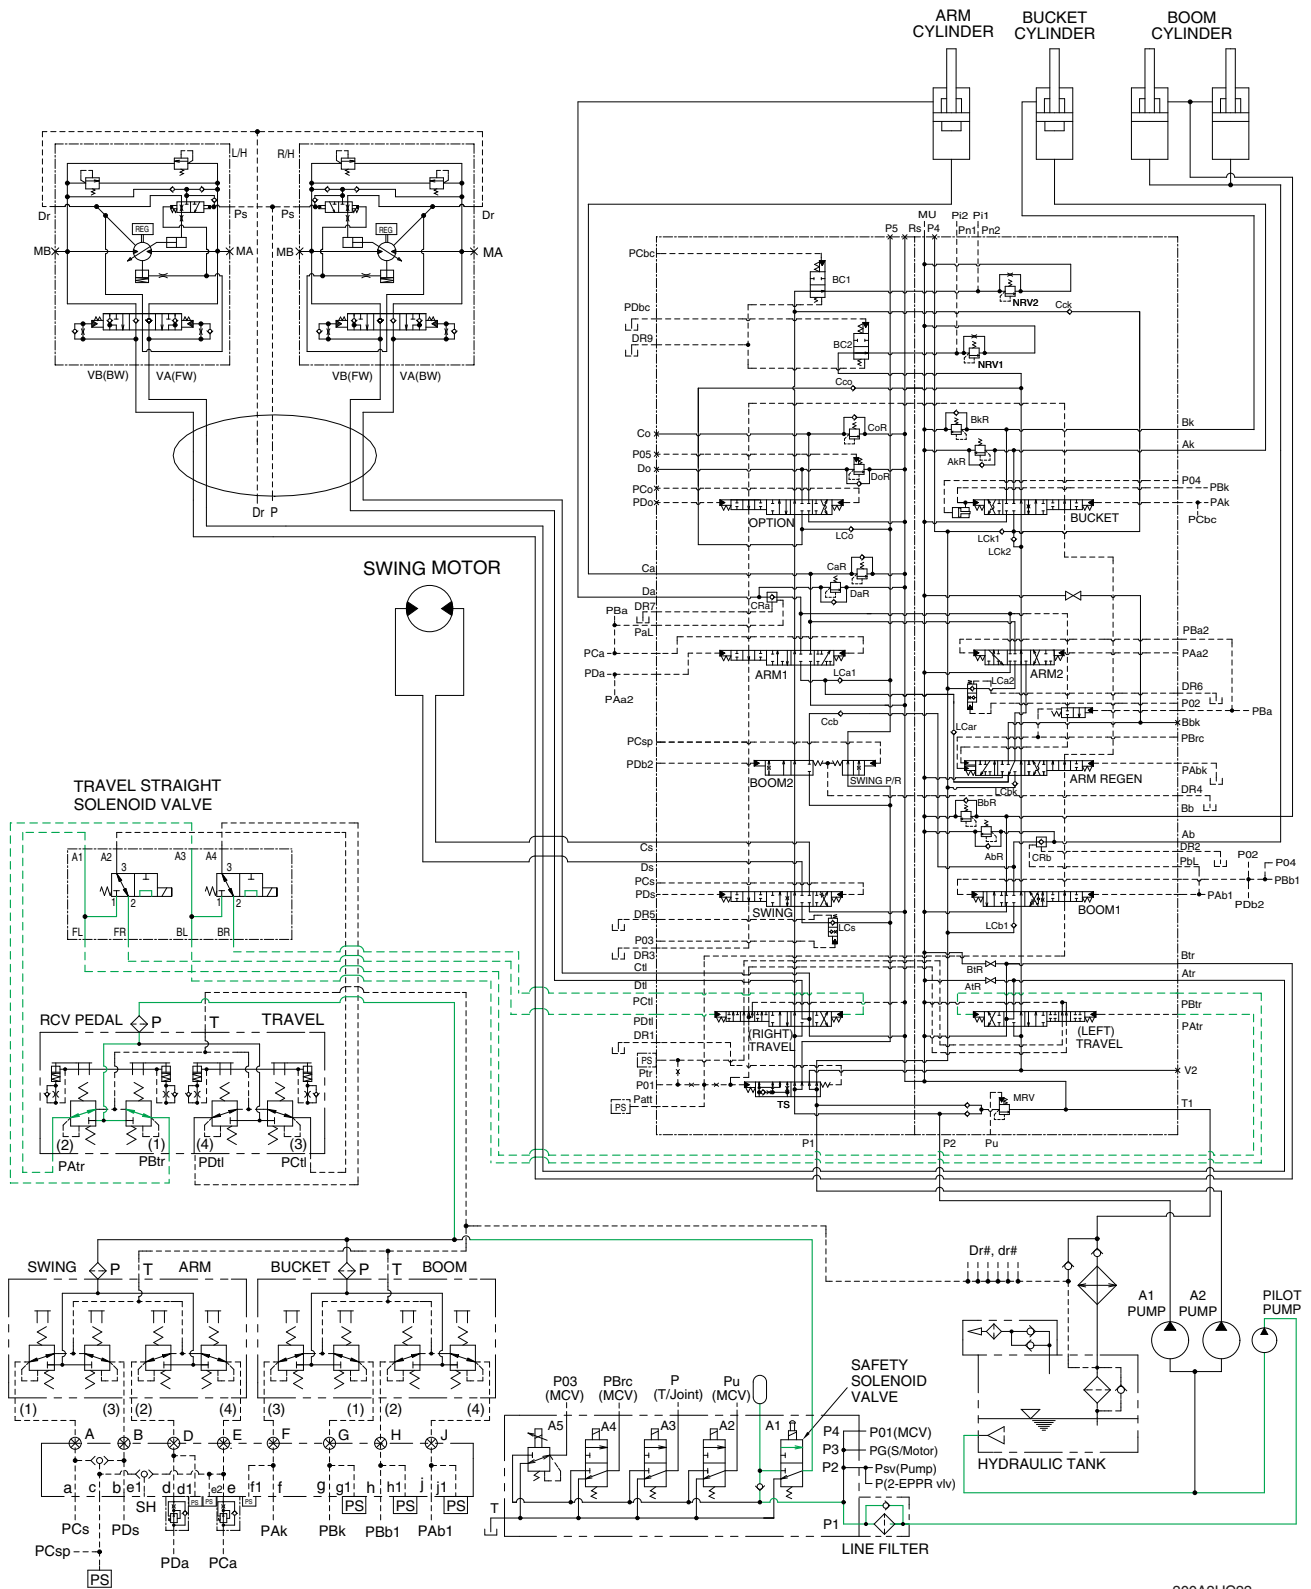 ARM CYLINDER
BUCKET CYLINDER
BOOM CYLINDER
L/H
R/H
Dr
Ps
Ps
Dr
REG
REG
MB
MA
MB
MA
VB(BW)
VA(FW)
VB(FW)
VA(BW)
Dr P
MU
P5
Rs
P4
Pi2
Pi1
Pn1
Pn2
PCbc
BC1
NRV2
Cck
PDbc
DR9
BC2
NRV1
Cco
Co
CoR
BkR
Bk
P05
Do
DoR
AkR
Ak
PCo
PDo
P04
PBk
PAk
PCbc
OPTION
BUCKET
LCo
LCk1
LCk2
SWING MOTOR
Ca
CaR
Da
DaR
CRa
PBa
DR7
PaL
PBa2
PCa
PAa2
PDa
ARM1
LCa1
ARM2
PAa2
LCa2
DR6
P02
PBa
Ccb
LCar
Bbk
PCsp
PBrc
PDb2
PAbk
BOOM2
SWING P/R
ARM REGEN
LCbk
DR4
BbR
Bb
TRAVEL STRAIGHT
SOLENOID VALVE
A1
A2
A3
A4
3
3
1
2
1
2
FL
FR
BL
BR
Cs
AbR
CRb
Ab
DR2
Ds
PbL
P02
P04
PCs
PBb1
PDs
PAb1
PDb2
SWING
BOOM1
DR5
LCs
LCb1
P03
DR3
Btr
Ctl
BtR
Atr
Dtl
AtR
PCtl
PBtr
PDtl
PAtr
(RIGHT)
TRAVEL
(LEFT)
TRAVEL
DR1
PS
Ptr
V2
P01
Patt
PS
TS
MRV
T1
P1
P2
Pu
RCV PEDAL
P
T
TRAVEL
(2)
(1)
(4)
(3)
PAtr
PBtr
PDtl
PCtl
SWING
P
T
ARM
BUCKET
P
T
BOOM
(1)
(3)
(2)
(4)
(3)
(1)
(2)
(4)
A
B
D
E
F
G
H
J
a
c
b
e1
d
d1
e2
e
f1
f
g
g1
h
h1
j
j1
SH
PS
PS
PS
PS
PS
PS
PCs
PDs
PAk
PBk
PBb1
PAb1
PCsp
PDa
PCa
PS
Dr#, dr#
A1 PUMP
A2 PUMP
PILOT PUMP
HYDRAULIC TANK
SAFETY SOLENOID VALVE
P03 (MCV)
PBrc (MCV)
P (T/Joint)
Pu (MCV)
A5
A4
A3
A2
A1
P4
P01(MCV)
P3
PG(S/Motor)
P2
Psv(Pump)
P(2-EPPR vlv)
T
P1
LINE FILTER